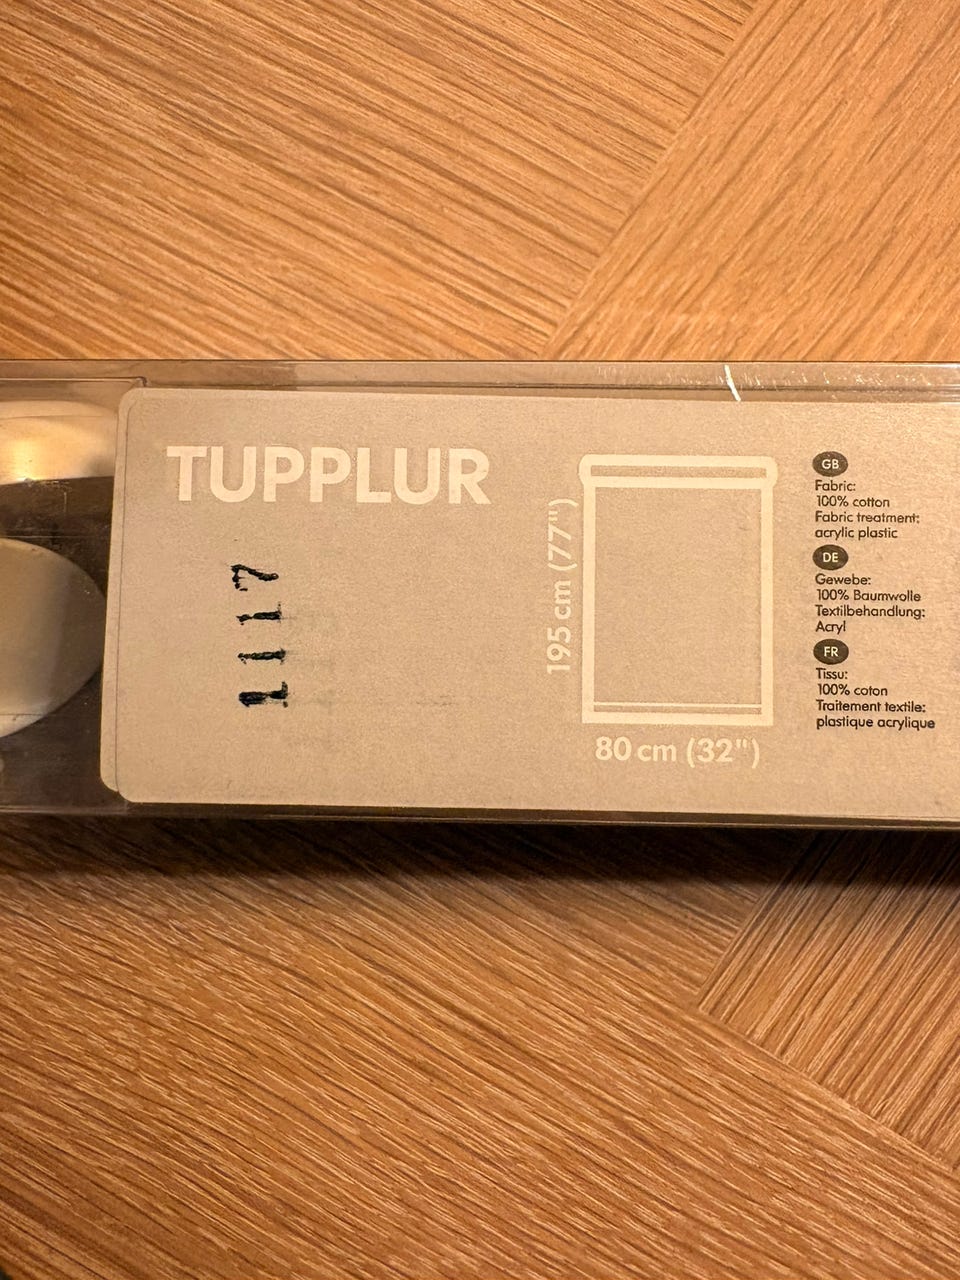 TUPPLUR
1117
195 cm (77")
80 cm (32")
GB
Fabric:
100% cotton
Fabric treatment:
acrylic plastic
DE
Gewebe:
100% Baumwolle
Textilbehandlung:
Acryl
FR
Tissu:
100% coton
Traitement textile:
plastique acrylique